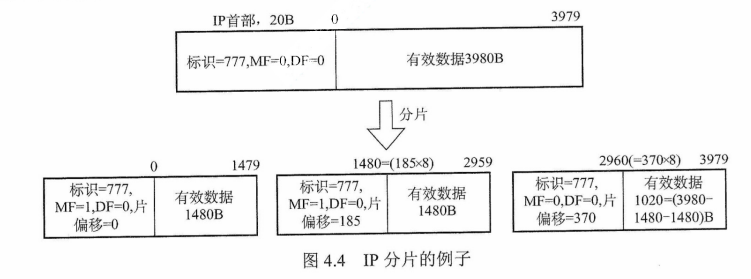 IP首部，20B 0 3979
标识=777,MF=0,DF=0 有效数据3980B
分片
0 1479 1480=(185×8) 2959 2960(=370×8) 3979
标识=777,
MF=1,DF=0,片
偏移=0
有效数据
1480B
标识=777,
MF=1,DF=0,片
偏移=185
有效数据
1480B
标识=777,
MF=0,DF=0,片
偏移=370
有效数据
1020=(3980-
1480-1480)B
图 4.4 IP 分片的例子